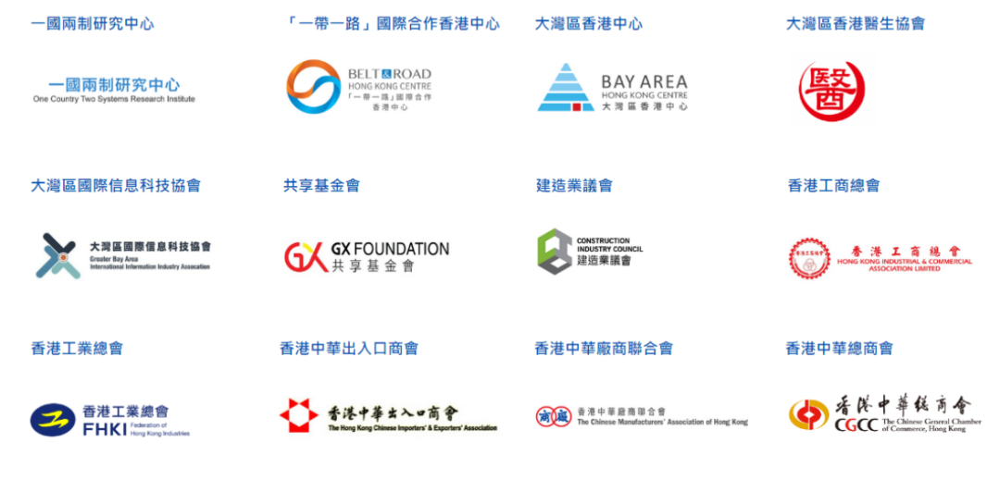 一國兩制研究中心
「一帶一路」國際合作香港中心
大灣區香港中心
大灣區香港醫生協會
一國兩制研究中心
One Country Two Systems Research Institute
BELT&ROAD
HONG KONG CENTRE
「一帶一路」國際合作
香港中心
BAY AREA
HONG KONG CENTRE
大灣區香港中心
醫
大灣區國際信息科技協會
共享基金會
建造業議會
香港工商總會
大灣區國際信息科技協會
Greater Bay Area
International Information Industry Assocation
GX FOUNDATION
共享基金會
CONSTRUCTION
INDUSTRY COUNCIL
建造業議會
香港工商總會
香港工商總會
HONG KONG INDUSTRIAL & COMMERCIAL
ASSOCIATION LIMITED
香港工業總會
香港中華出入口商會
香港中華廠商聯合會
香港中華總商會
香港工業總會
FHKI Federation of
Hong Kong Industries
香港中華出入口商會
The Hong Kong Chinese Importers' & Exporters' Association
商廠
香港中華廠商聯合會
The Chinese Manufacturers' Association of Hong Kong
香港中華總商會
CGCC The Chinese General Chamber
of Commerce, Hong Kong